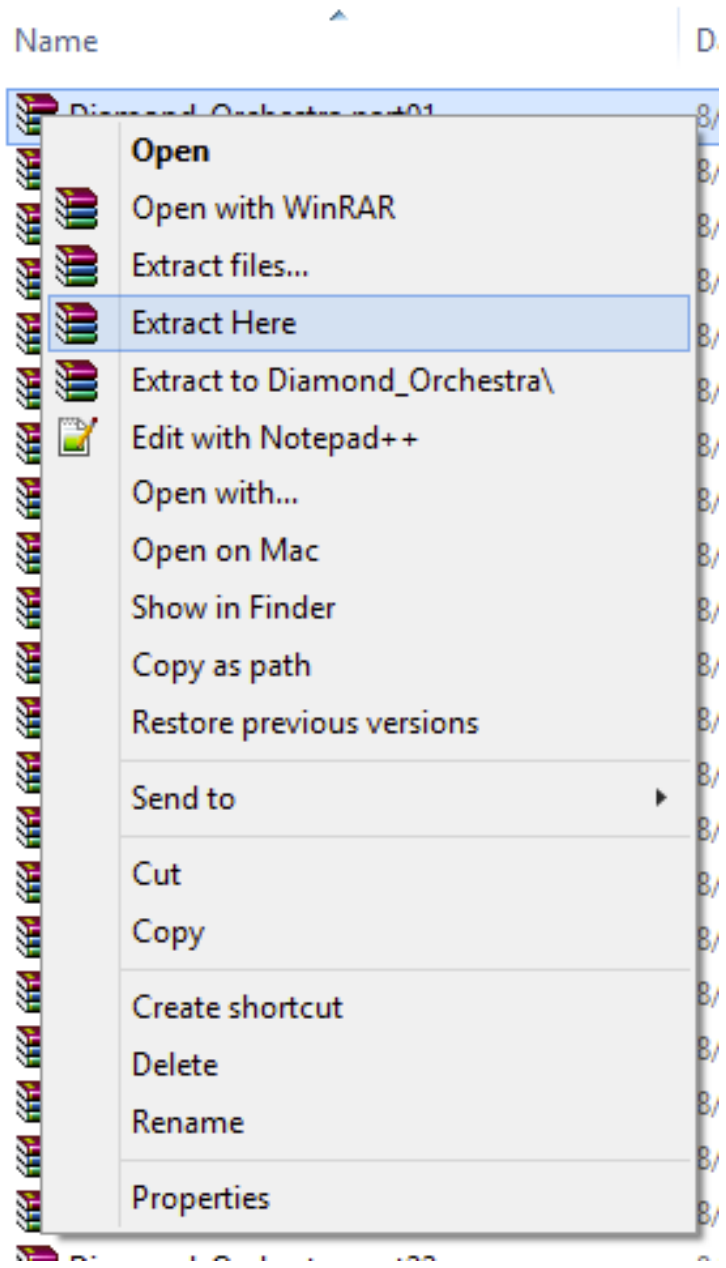 Name
Diamond_Orchestra.part01
Open
Open with WinRAR
Extract files...
Extract Here
Extract to Diamond_Orchestra\
Edit with Notepad++
Open with...
Open on Mac
Show in Finder
Copy as path
Restore previous versions
Send to
Cut
Copy
Create shortcut
Delete
Rename
Properties